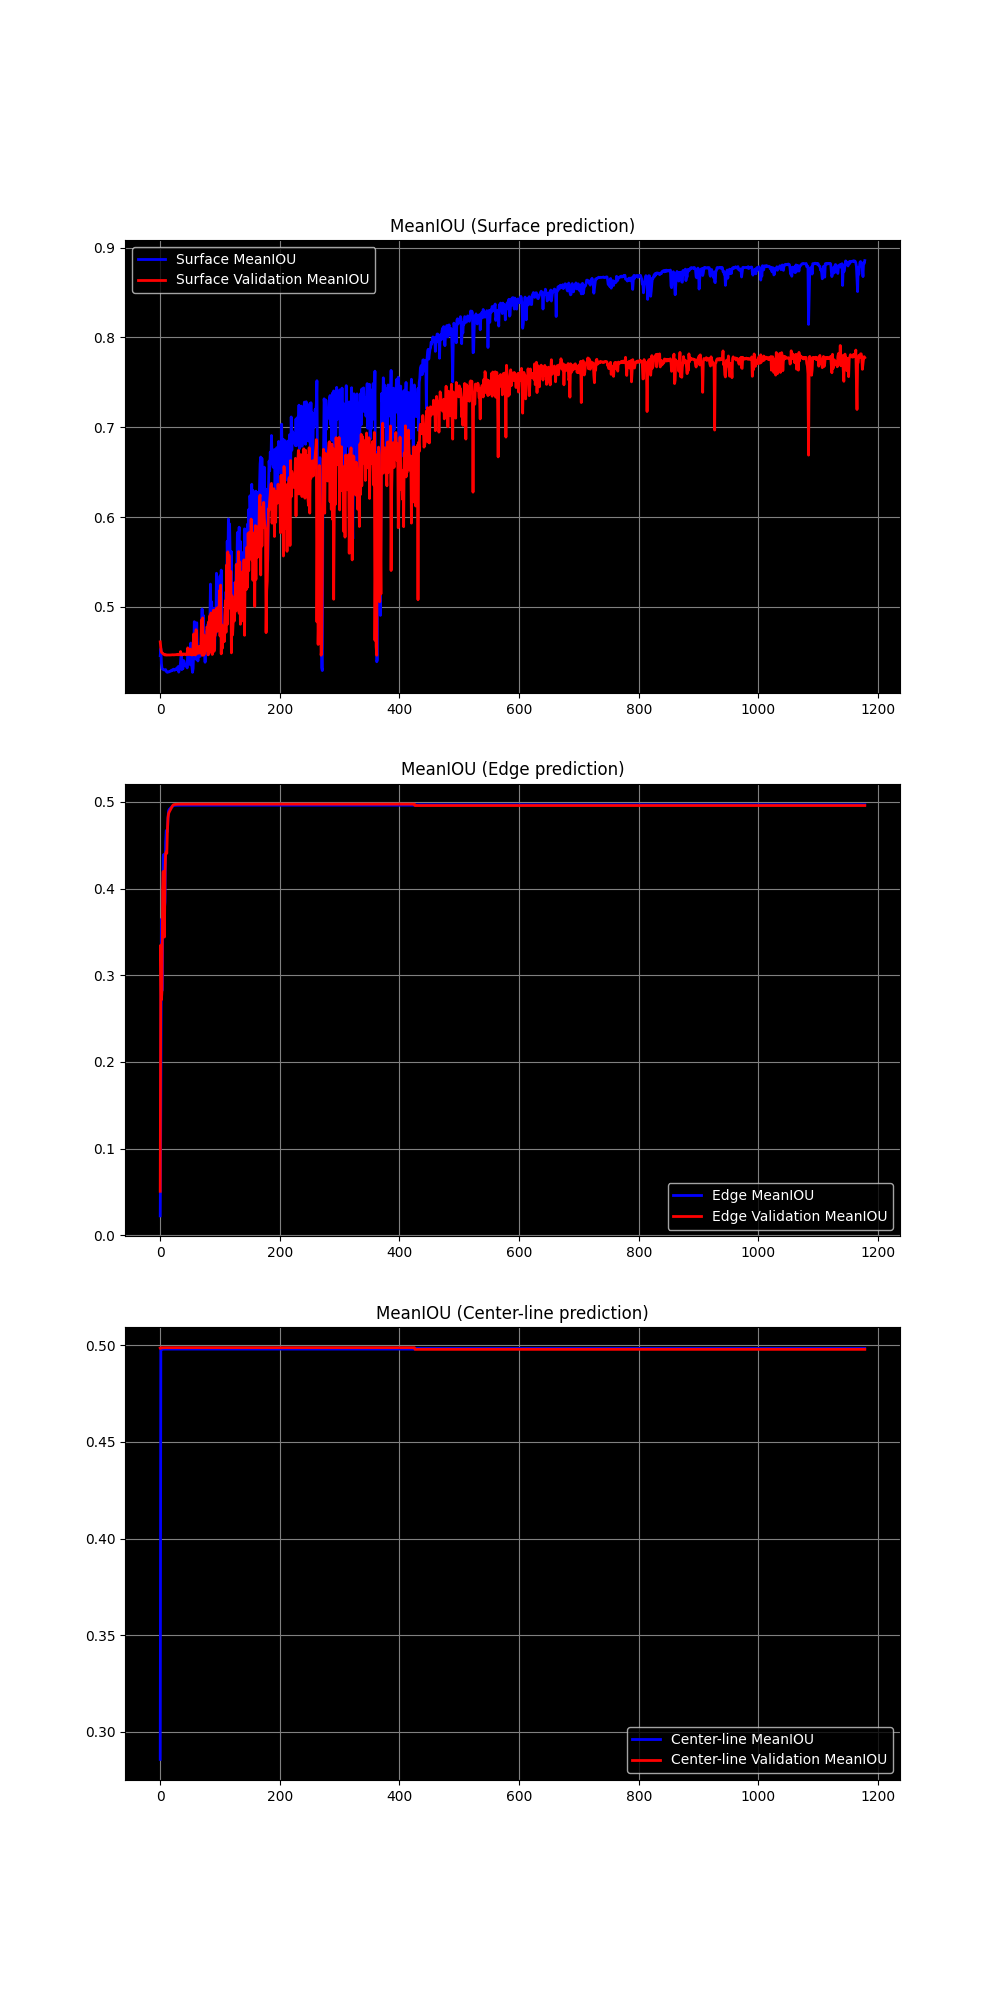 MeanIOU (Surface prediction)
0.9
0.8
0.7
0.6
0.5
Surface MeanIOU
Surface Validation MeanIOU
0 200 400 600 800 1000 1200
MeanIOU (Edge prediction)
0.5
0.4
0.3
0.2
0.1
0.0
Edge MeanIOU
Edge Validation MeanIOU
0 200 400 600 800 1000 1200
MeanIOU (Center-line prediction)
0.50
0.45
0.40
0.35
0.30
Center-line MeanIOU
Center-line Validation MeanIOU
0 200 400 600 800 1000 1200